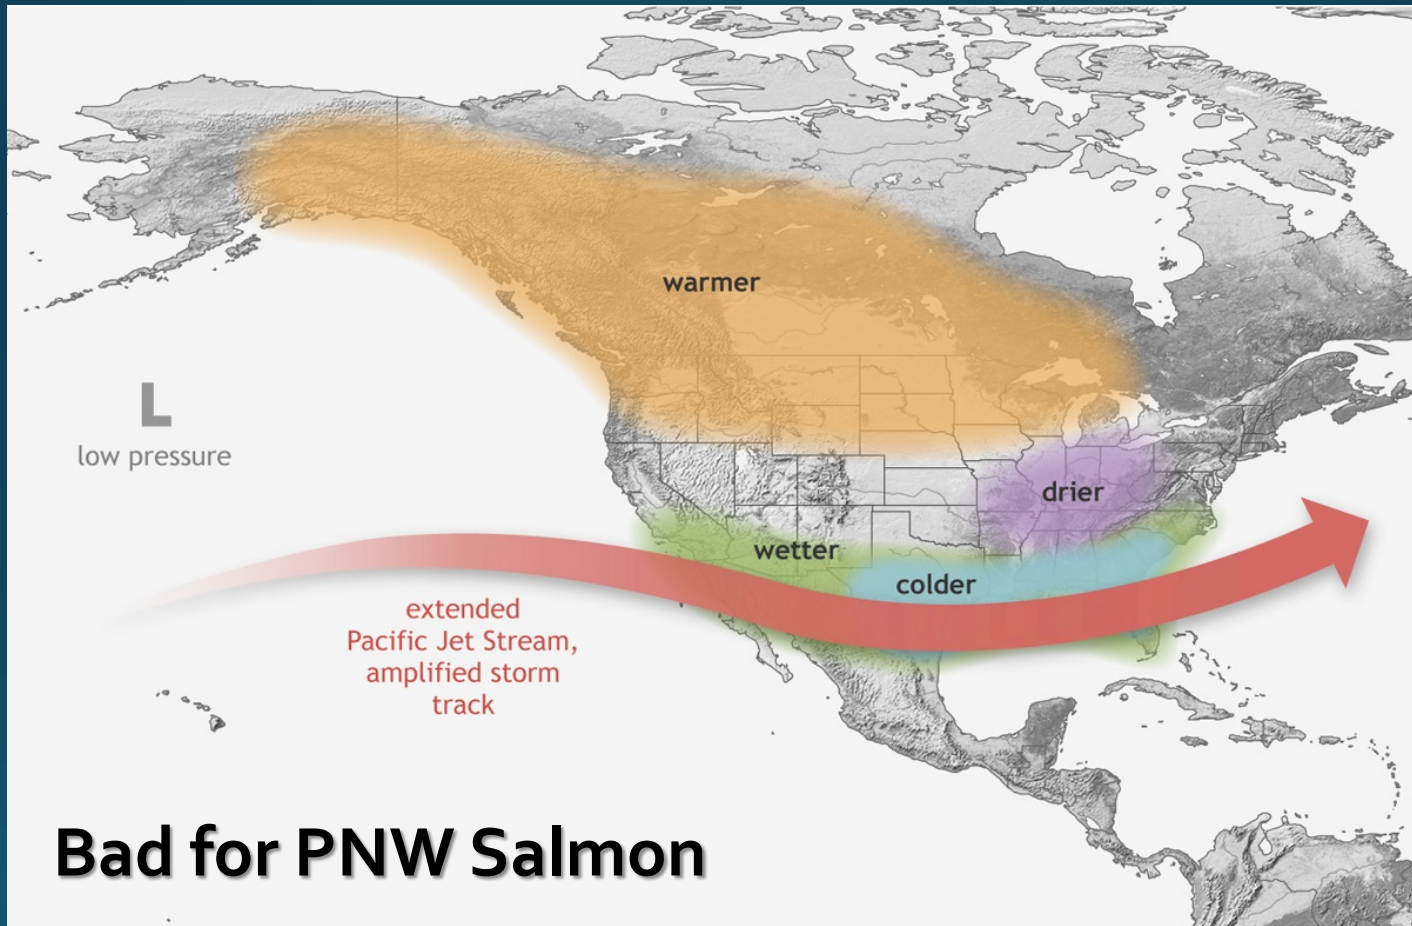 warmer
L
low pressure
drier
wetter
colder
extended
Pacific Jet Stream,
amplified storm
track
Bad for PNW Salmon